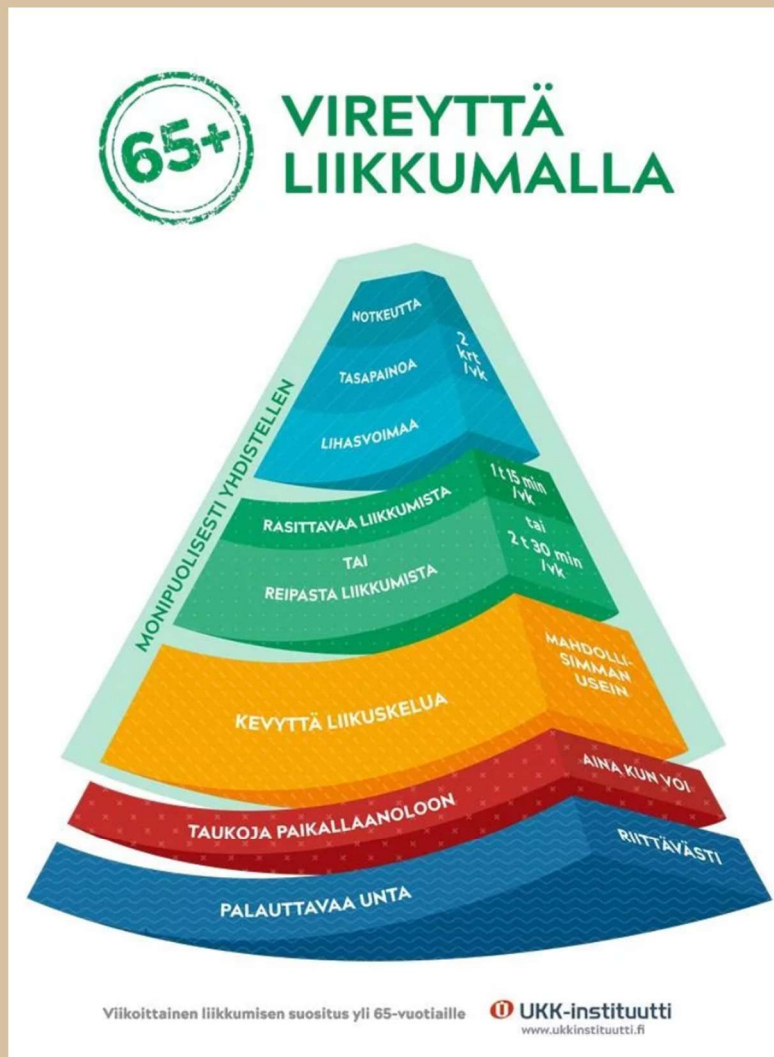 65+
VIREYTTÄ
LIIKKUMALLA
MONIPUOLISESTI YHDISTELLEN
NOTKEUTTA
TASAPAINOA
LIHASVOIMAA
2
krt
/vk
RASITTAVAA LIIKKUMISTA
TAI
REIPASTA LIIKKUMISTA
1 t 15 min
/vk
tai
2 t 30 min
/vk
KEVYTTÄ LIIKUSKELUA
MAHDOLLI-
SIMMAN
USEIN
TAUKOJA PAIKALLAANOLOON
AINA KUN VOI
PALAUTTAVAA UNTA
RIITTÄVÄSTI
Viikoittainen liikkumisen suositus yli 65-vuotiaille
UKK-instituutti
www.ukkinstituutti.fi